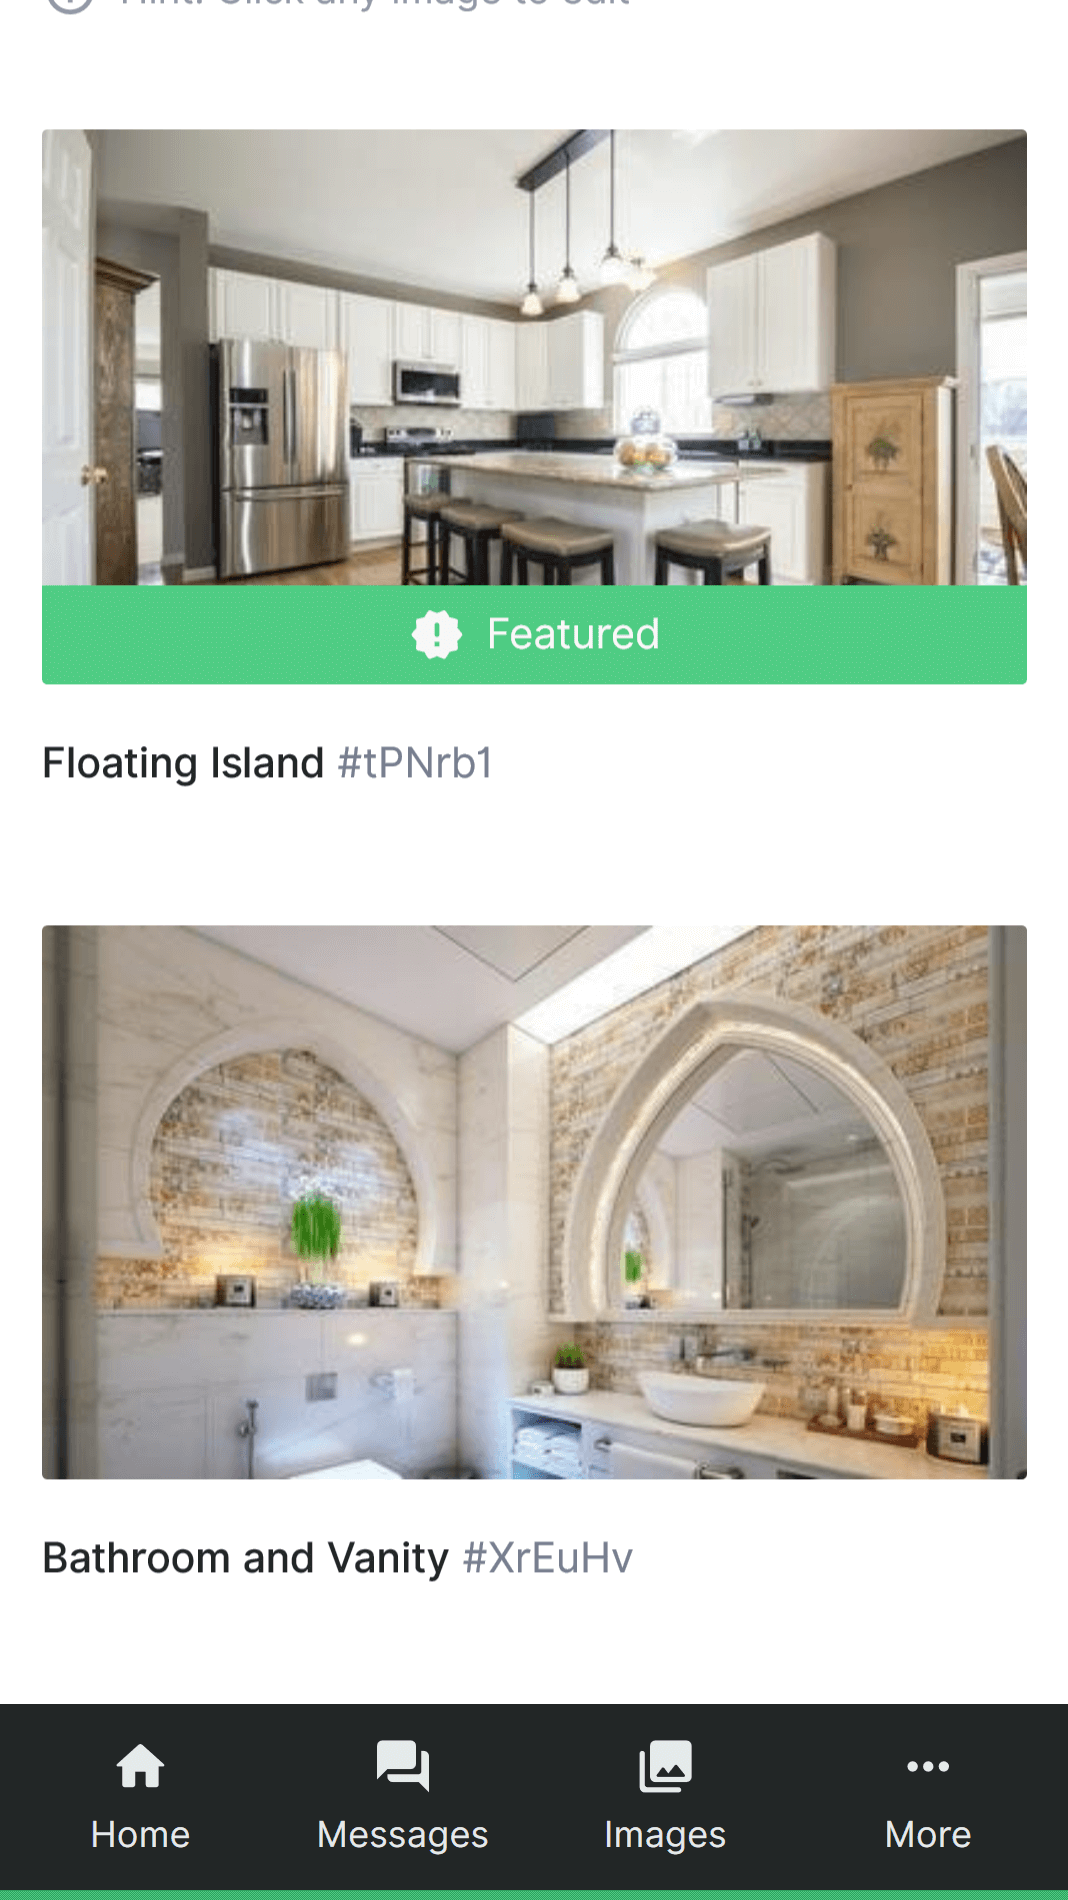 Hint: Click any image to edit
Featured
Floating Island #tPNrb1
Bathroom and Vanity #XrEuHv
Home
Messages
Images
More